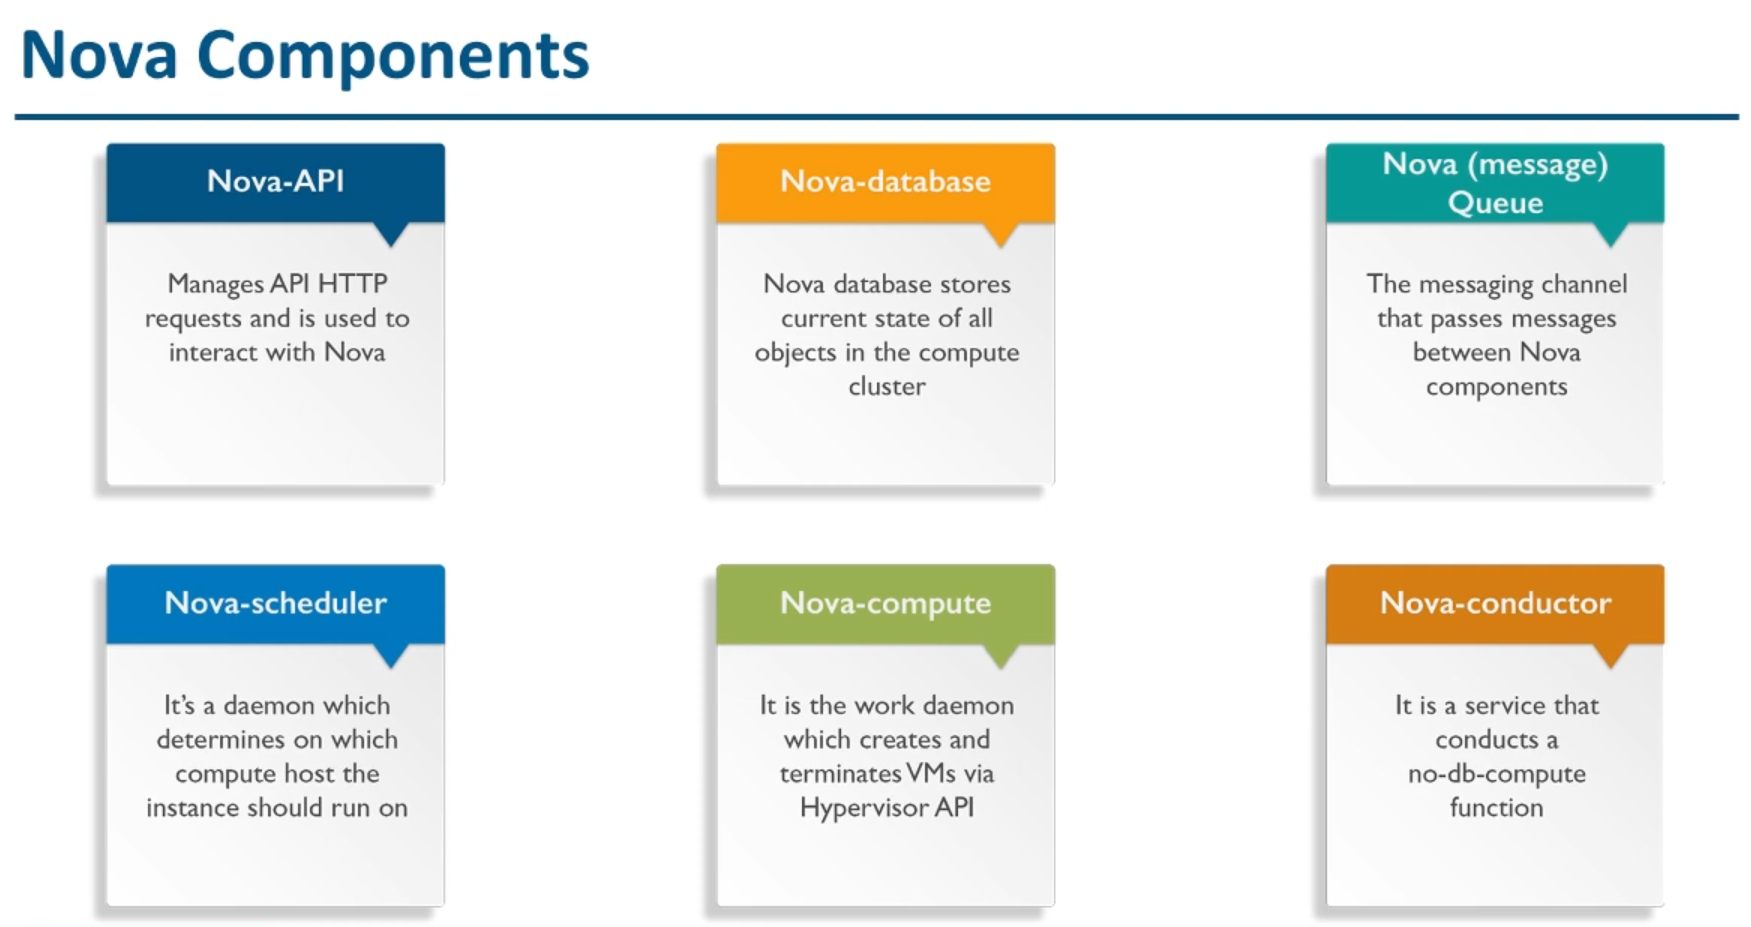 Nova Components
Nova-API
Manages API HTTP
requests and is used to
interact with Nova
Nova-database
Nova database stores
current state of all
objects in the compute
cluster
Nova (message)
Queue
The messaging channel
that passes messages
between Nova
components
Nova-scheduler
It’s a daemon which
determines on which
compute host the
instance should run on
Nova-compute
It is the work daemon
which creates and
terminates VMs via
Hypervisor API
Nova-conductor
It is a service that
conducts a
no-db-compute
function